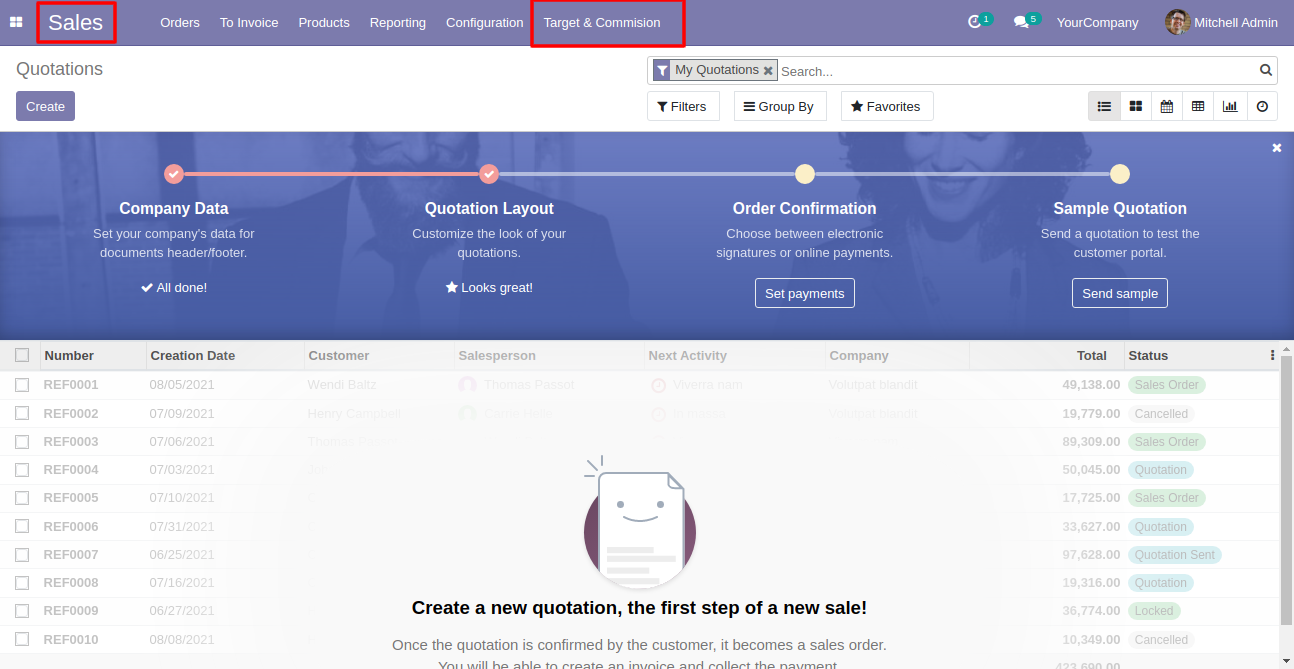 Sales Orders To Invoice Products Reporting Configuration Target & Commision 1 5 YourCompany Mitchell Admin
Quotations
My Quotations Search...
Create Filters Group By Favorites
Company Data Quotation Layout Order Confirmation Sample Quotation
Set your company's data for Customize the look of your Choose between electronic Send a quotation to test the
documents header/footer. quotations. signatures or online payments. customer portal.
All done! Looks great! Set payments Send sample
Number Creation Date Customer Salesperson Next Activity Company Total Status
REF0001 08/05/2021 Wendi Baltz Thomas Passot Viverra nam Volutpat blandit 49,138.00 Sales Order
REF0002 07/09/2021 Henry Campbell Volutpat blandit 19,779.00 Cancelled
REF0003 07/06/2021 Thomas 89,309.00 Sales Order
REF0004 07/03/2021 50,045.00 Quotation
REF0005 07/10/2021 17,725.00 Sales Order
REF0006 07/31/2021 33,627.00 Quotation
REF0007 06/25/2021 97,628.00 Quotation Sent
REF0008 07/16/2021 19,316.00 Quotation
REF0009 06/27/2021 36,774.00 Locked
REF0010 08/08/2021 10,349.00 Cancelled
Create a new quotation, the first step of a new sale!
Once the quotation is confirmed by the customer, it becomes a sales order.
You will be able to create an invoice and collect the payment.
423,690.00